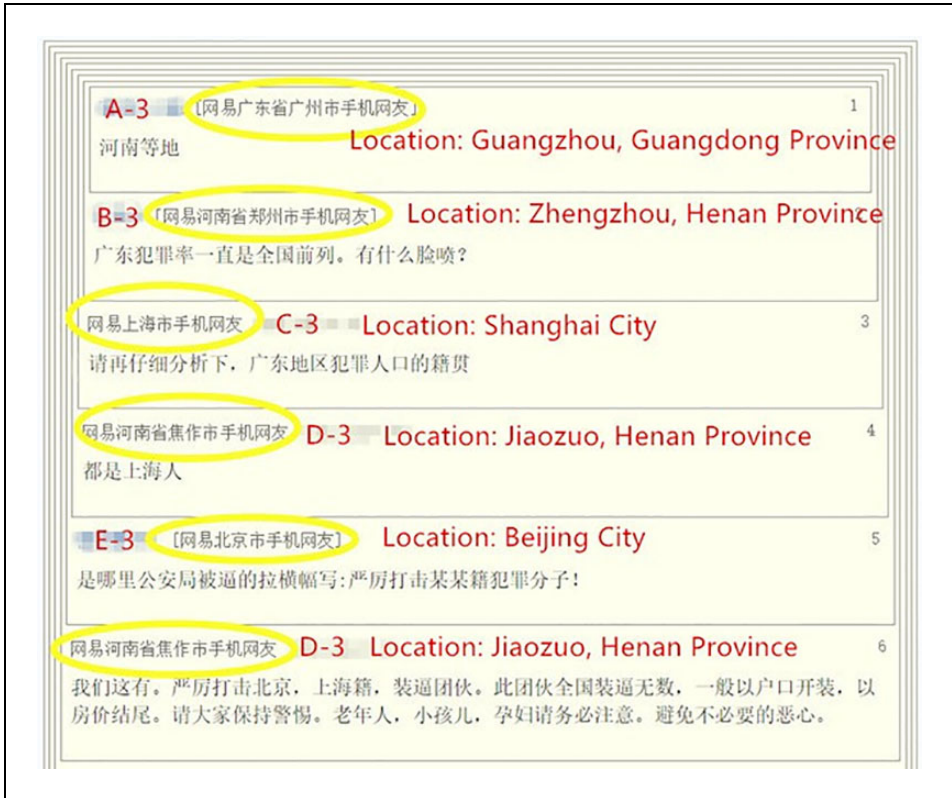 A-3 [网易广东省广州市手机网友] 1
河南等地
Location: Guangzhou, Guangdong Province
B-3 [网易河南省郑州市手机网友] Location: Zhengzhou, Henan Province 2
广东犯罪率一直是全国前列。有什么脸喷?
网易上海市手机网友 C-3 Location: Shanghai City 3
请再仔细分析下，广东地区犯罪人口的籍贯
网易河南省焦作市手机网友 D-3 Location: Jiaozuo, Henan Province 4
都是上海人
E-3 [网易北京市手机网友] Location: Beijing City 5
是哪里公安局被逼的拉横幅写:严厉打击某某籍犯罪分子!
网易河南省焦作市手机网友 D-3 Location: Jiaozuo, Henan Province 6
我们这有。严厉打击北京，上海籍，装逼团伙。此团伙全国装逼无数，一般以户口开装，以
房价结尾。请大家保持警惕。老年人，小孩儿，孕妇请务必注意。避免不必要的恶心。